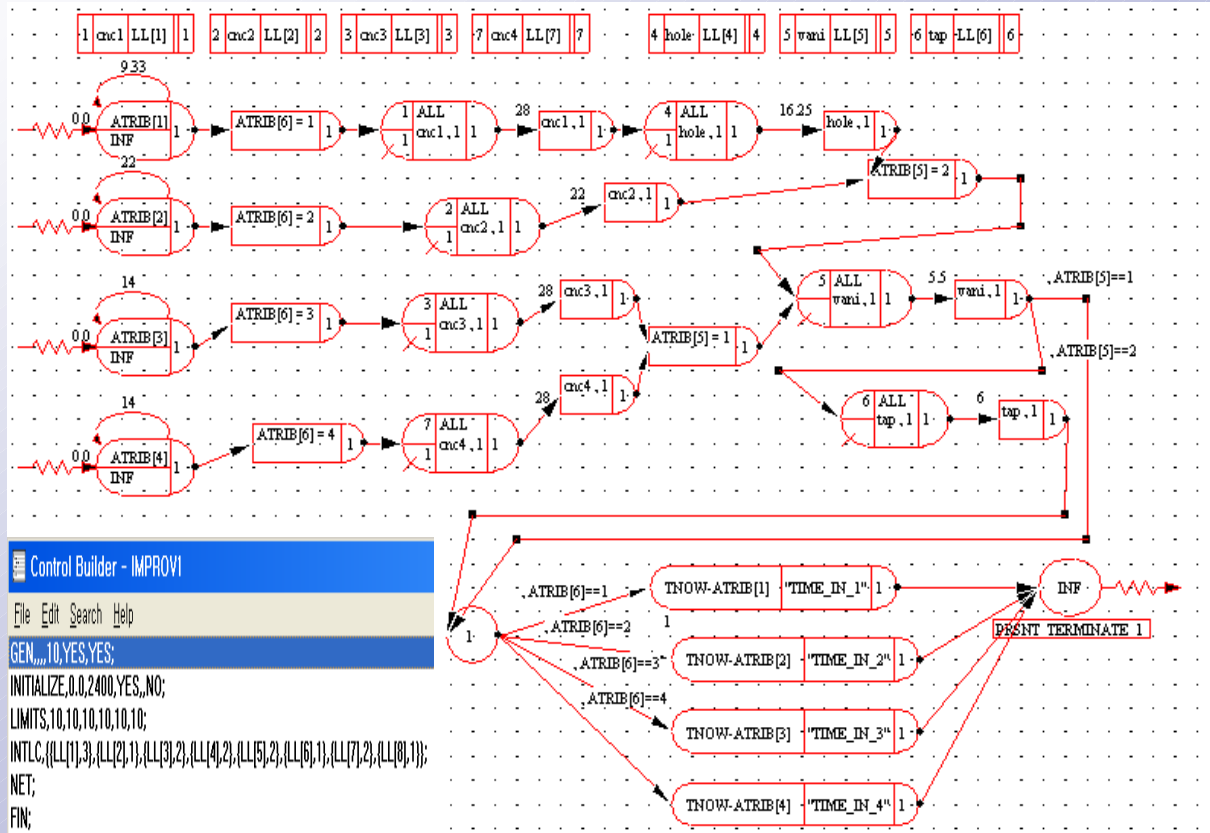 1 cnc1 LL[1] 1
2 cnc2 LL[2] 2
3 cnc3 LL[3] 3
7 cnc4 LL[7] 7
4 hole LL[4] 4
5 vani LL[5] 5
6 tap LL[6] 6
9.33
0.0
ATRIB[1]
INF
1
ATRIB[6] = 1
1
1
ALL
cnc1, 1
1
1
28
cnc1, 1
1
4
ALL
hole, 1
1
1
16.25
hole, 1
1
22
0.0
ATRIB[2]
INF
1
ATRIB[6] = 2
1
2
ALL
cnc2, 1
1
1
22
cnc2, 1
1
ATRIB[5] = 2
1
14
0.0
ATRIB[3]
INF
1
ATRIB[6] = 3
1
3
ALL
cnc3, 1
1
1
28
cnc3, 1
1
ATRIB[5] = 1
1
5
ALL
vani, 1
1
5.5
vani, 1
1
, ATRIB[5]==1
, ATRIB[5]==2
14
0.0
ATRIB[4]
INF
1
ATRIB[6] = 4
1
7
ALL
cnc4, 1
1
1
28
cnc4, 1
1
6
ALL
tap, 1
1
6
tap, 1
1
Control Builder - IMPROV1
File Edit Search Help
GEN,,,,10,YES,YES;
INITIALIZE,0.0,2400,YES,,NO;
LIMITS,10,10,10,10,10,10;
INTLC,{{LL[1],3},{LL[2],1},{LL[3],2},{LL[4],2},{LL[5],2},{LL[6],1},{LL[7],2},{LL[8],1}};
NET;
FIN;
1
, ATRIB[6]==1
, ATRIB[6]==2
, ATRIB[6]==3
, ATRIB[6]==4
TNOW-ATRIB[1] "TIME_IN_1" 1
1
TNOW-ATRIB[2] "TIME_IN_2" 1
TNOW-ATRIB[3] "TIME_IN_3" 1
TNOW-ATRIB[4] "TIME_IN_4" 1
INF
PRSNT TERMINATE 1